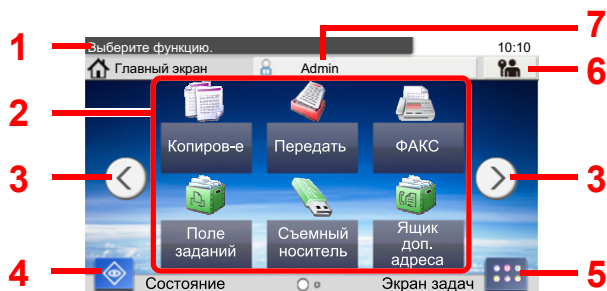 7
1 Выберите функцию. 10:10
Главный экран Admin 6
2
Копиров-е Передать ФАКС
3 3
Поле заданий Съемный носитель Ящик доп. адреса
4 Состояние Экран задач 5